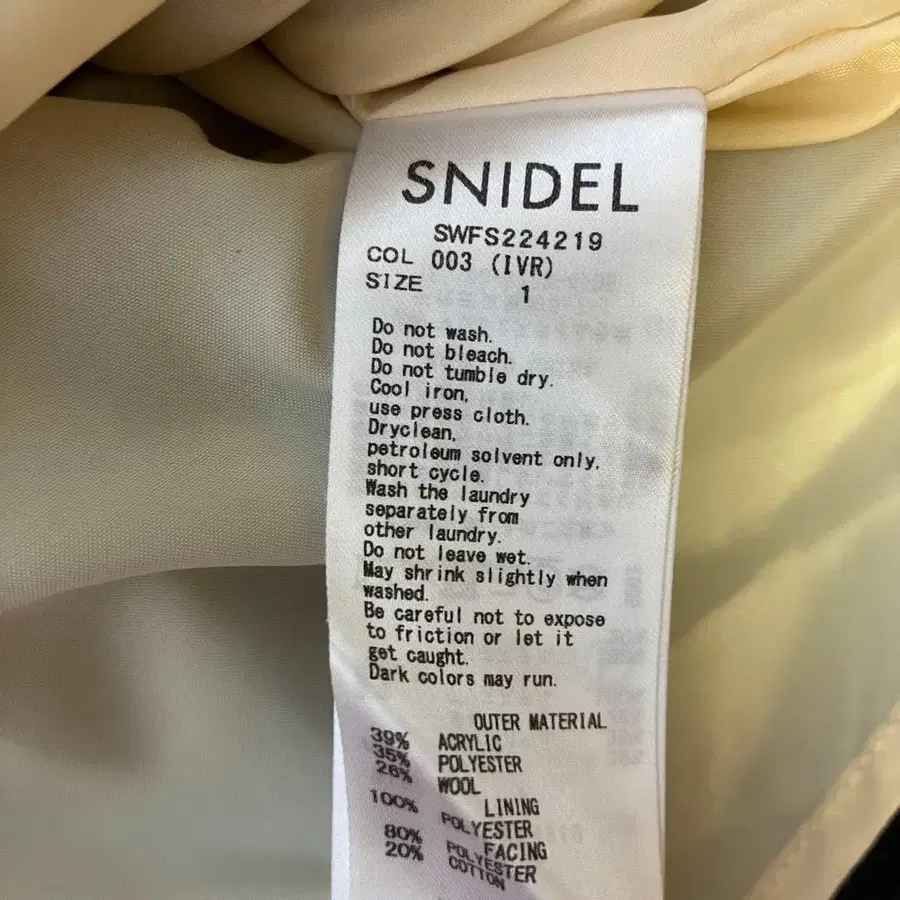 SNIDEL
SWFS224219
COL 003 (IVR)
SIZE 1
Do not wash.
Do not bleach.
Do not tumble dry.
Cool iron,
use press cloth.
Dryclean,
petroleum solvent only,
short cycle.
Wash the laundry
separately from
other laundry.
Do not leave wet.
May shrink slightly when
washed.
Be careful not to expose
to friction or let it
get caught.
Dark colors may run.
OUTER MATERIAL
39% ACRYLIC
35% POLYESTER
26% WOOL
LINING
100% POLYESTER
FACING
80% POLYESTER
20% COTTON